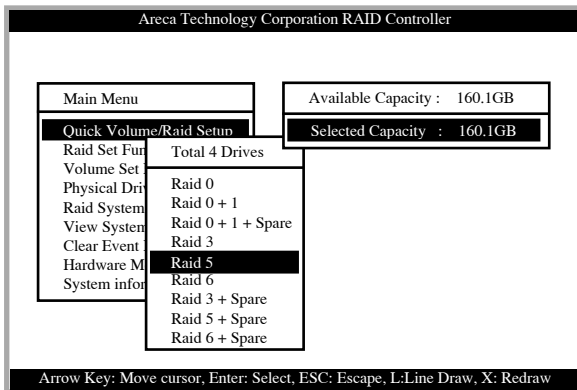 Areca Technology Corporation RAID Controller
Main Menu
Quick Volume/Raid Setup
Raid Set Fun
Volume Set
Physical Driv
Raid System
View System
Clear Event
Hardware M
System infor
Total 4 Drives
Raid 0
Raid 0 + 1
Raid 0 + 1 + Spare
Raid 3
Raid 5
Raid 6
Raid 3 + Spare
Raid 5 + Spare
Raid 6 + Spare
Available Capacity : 160.1GB
Selected Capacity : 160.1GB
Arrow Key: Move cursor, Enter: Select, ESC: Escape, L:Line Draw, X: Redraw